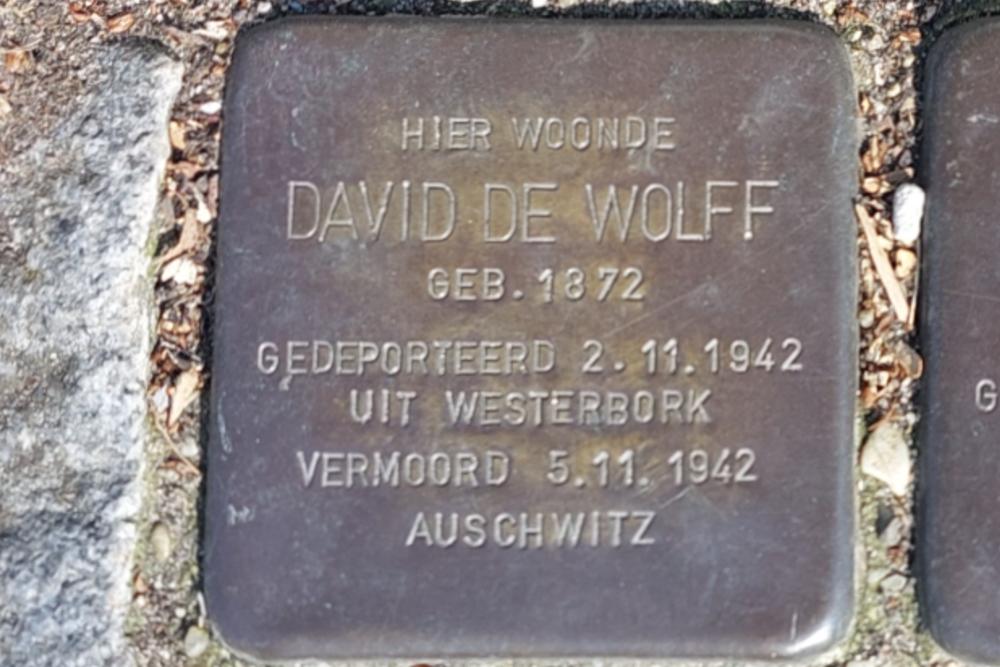 HIER WOONDE
DAVID DE WOLFF
GEB. 1872
GEDEPORTEERD 2.11.1942
UIT WESTERBORK
VERMOORD 5.11.1942
AUSCHWITZ
G